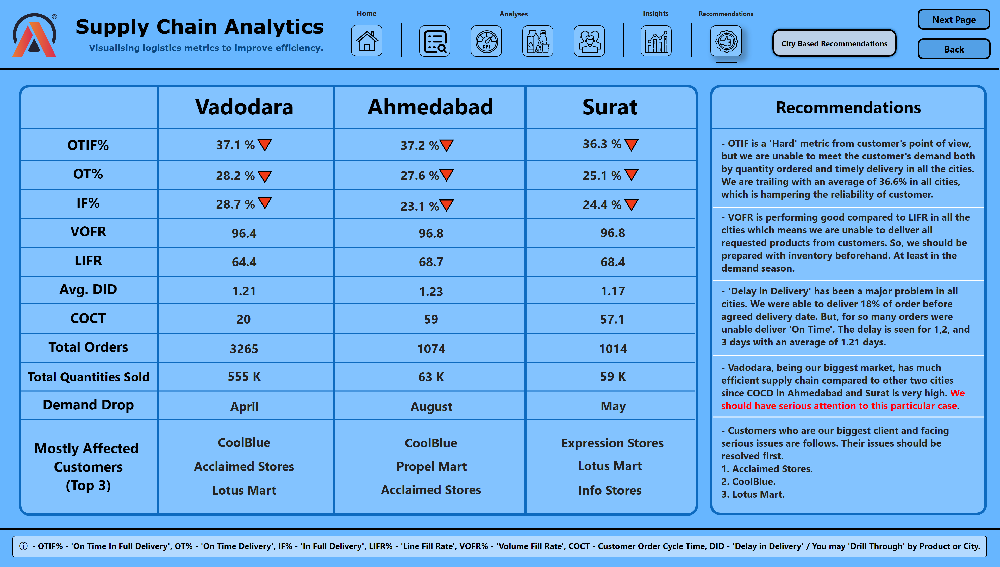 ®
Supply Chain Analytics
Visualising logistics metrics to improve efficiency.
Home
Analyses
KPI
Insights
Recommendations
City Based Recommendations
Next Page
Back
Vadodara Ahmedabad Surat
OTIF% 37.1 % 37.2 % 36.3 %
OT% 28.2 % 27.6 % 25.1 %
IF% 28.7 % 23.1 % 24.4 %
VOFR 96.4 96.8 96.8
LIFR 64.4 68.7 68.4
Avg. DID 1.21 1.23 1.17
COCT 20 59 57.1
Total Orders 3265 1074 1014
Total Quantities Sold 555 K 63 K 59 K
Demand Drop April August May
Mostly Affected
Customers
(Top 3)
CoolBlue CoolBlue Expression Stores
Acclaimed Stores Propel Mart Lotus Mart
Lotus Mart Acclaimed Stores Info Stores
Recommendations
- OTIF is a 'Hard' metric from customer's point of view,
but we are unable to meet the customer's demand both
by quantity ordered and timely delivery in all the cities.
We are trailing with an average of 36.6% in all cities,
which is hampering the reliability of customer.
- VOFR is performing good compared to LIFR in all the
cities which means we are unable to deliver all
requested products from customers. So, we should be
prepared with inventory beforehand. At least in the
demand season.
- 'Delay in Delivery' has been a major problem in all
cities. We were able to deliver 18% of order before
agreed delivery date. But, for so many orders were
unable deliver 'On Time'. The delay is seen for 1,2, and
3 days with an average of 1.21 days.
- Vadodara, being our biggest market, has much
efficient supply chain compared to other two cities
since COCD in Ahmedabad and Surat is very high. We
should have serious attention to this particular case.
- Customers who are our biggest client and facing
serious issues are follows. Their issues should be
resolved first.
1. Acclaimed Stores.
2. CoolBlue.
3. Lotus Mart.
ⓘ - OTIF% - 'On Time In Full Delivery', OT% - 'On Time Delivery', IF% - 'In Full Delivery', LIFR% - 'Line Fill Rate', VOFR% - 'Volume Fill Rate', COCT - Customer Order Cycle Time, DID - 'Delay in Delivery' / You may 'Drill Through' by Product or City.